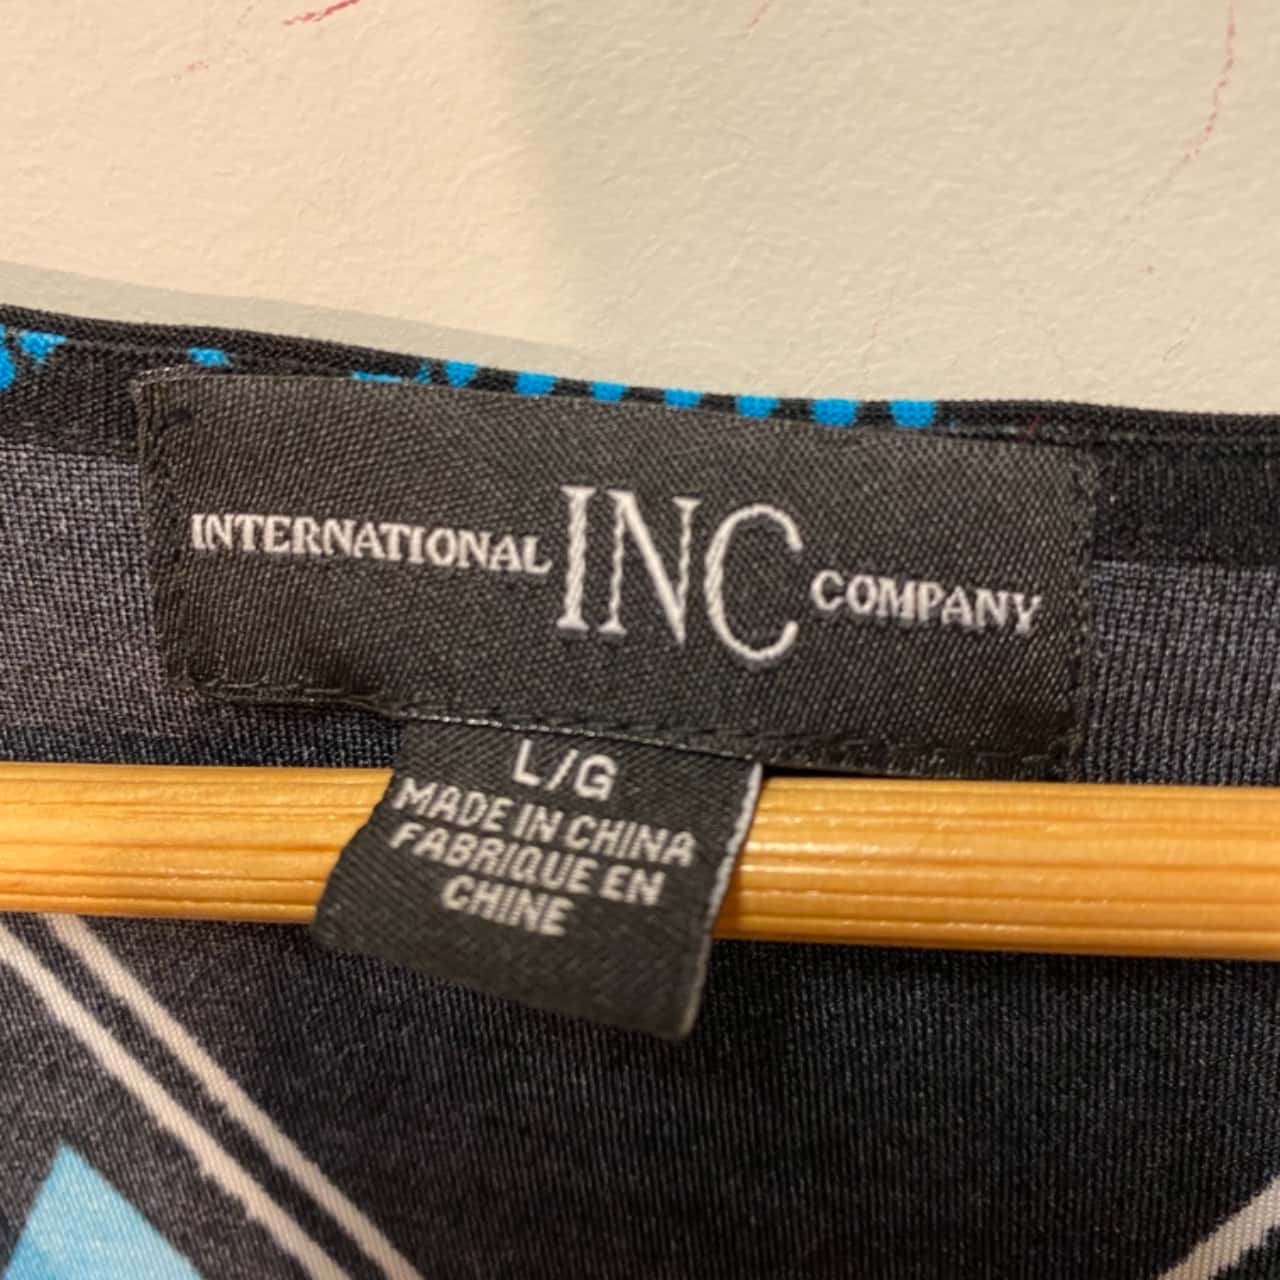 INTERNATIONAL INC COMPANY
L/G
MADE IN CHINA
FABRIQUE EN
CHINE